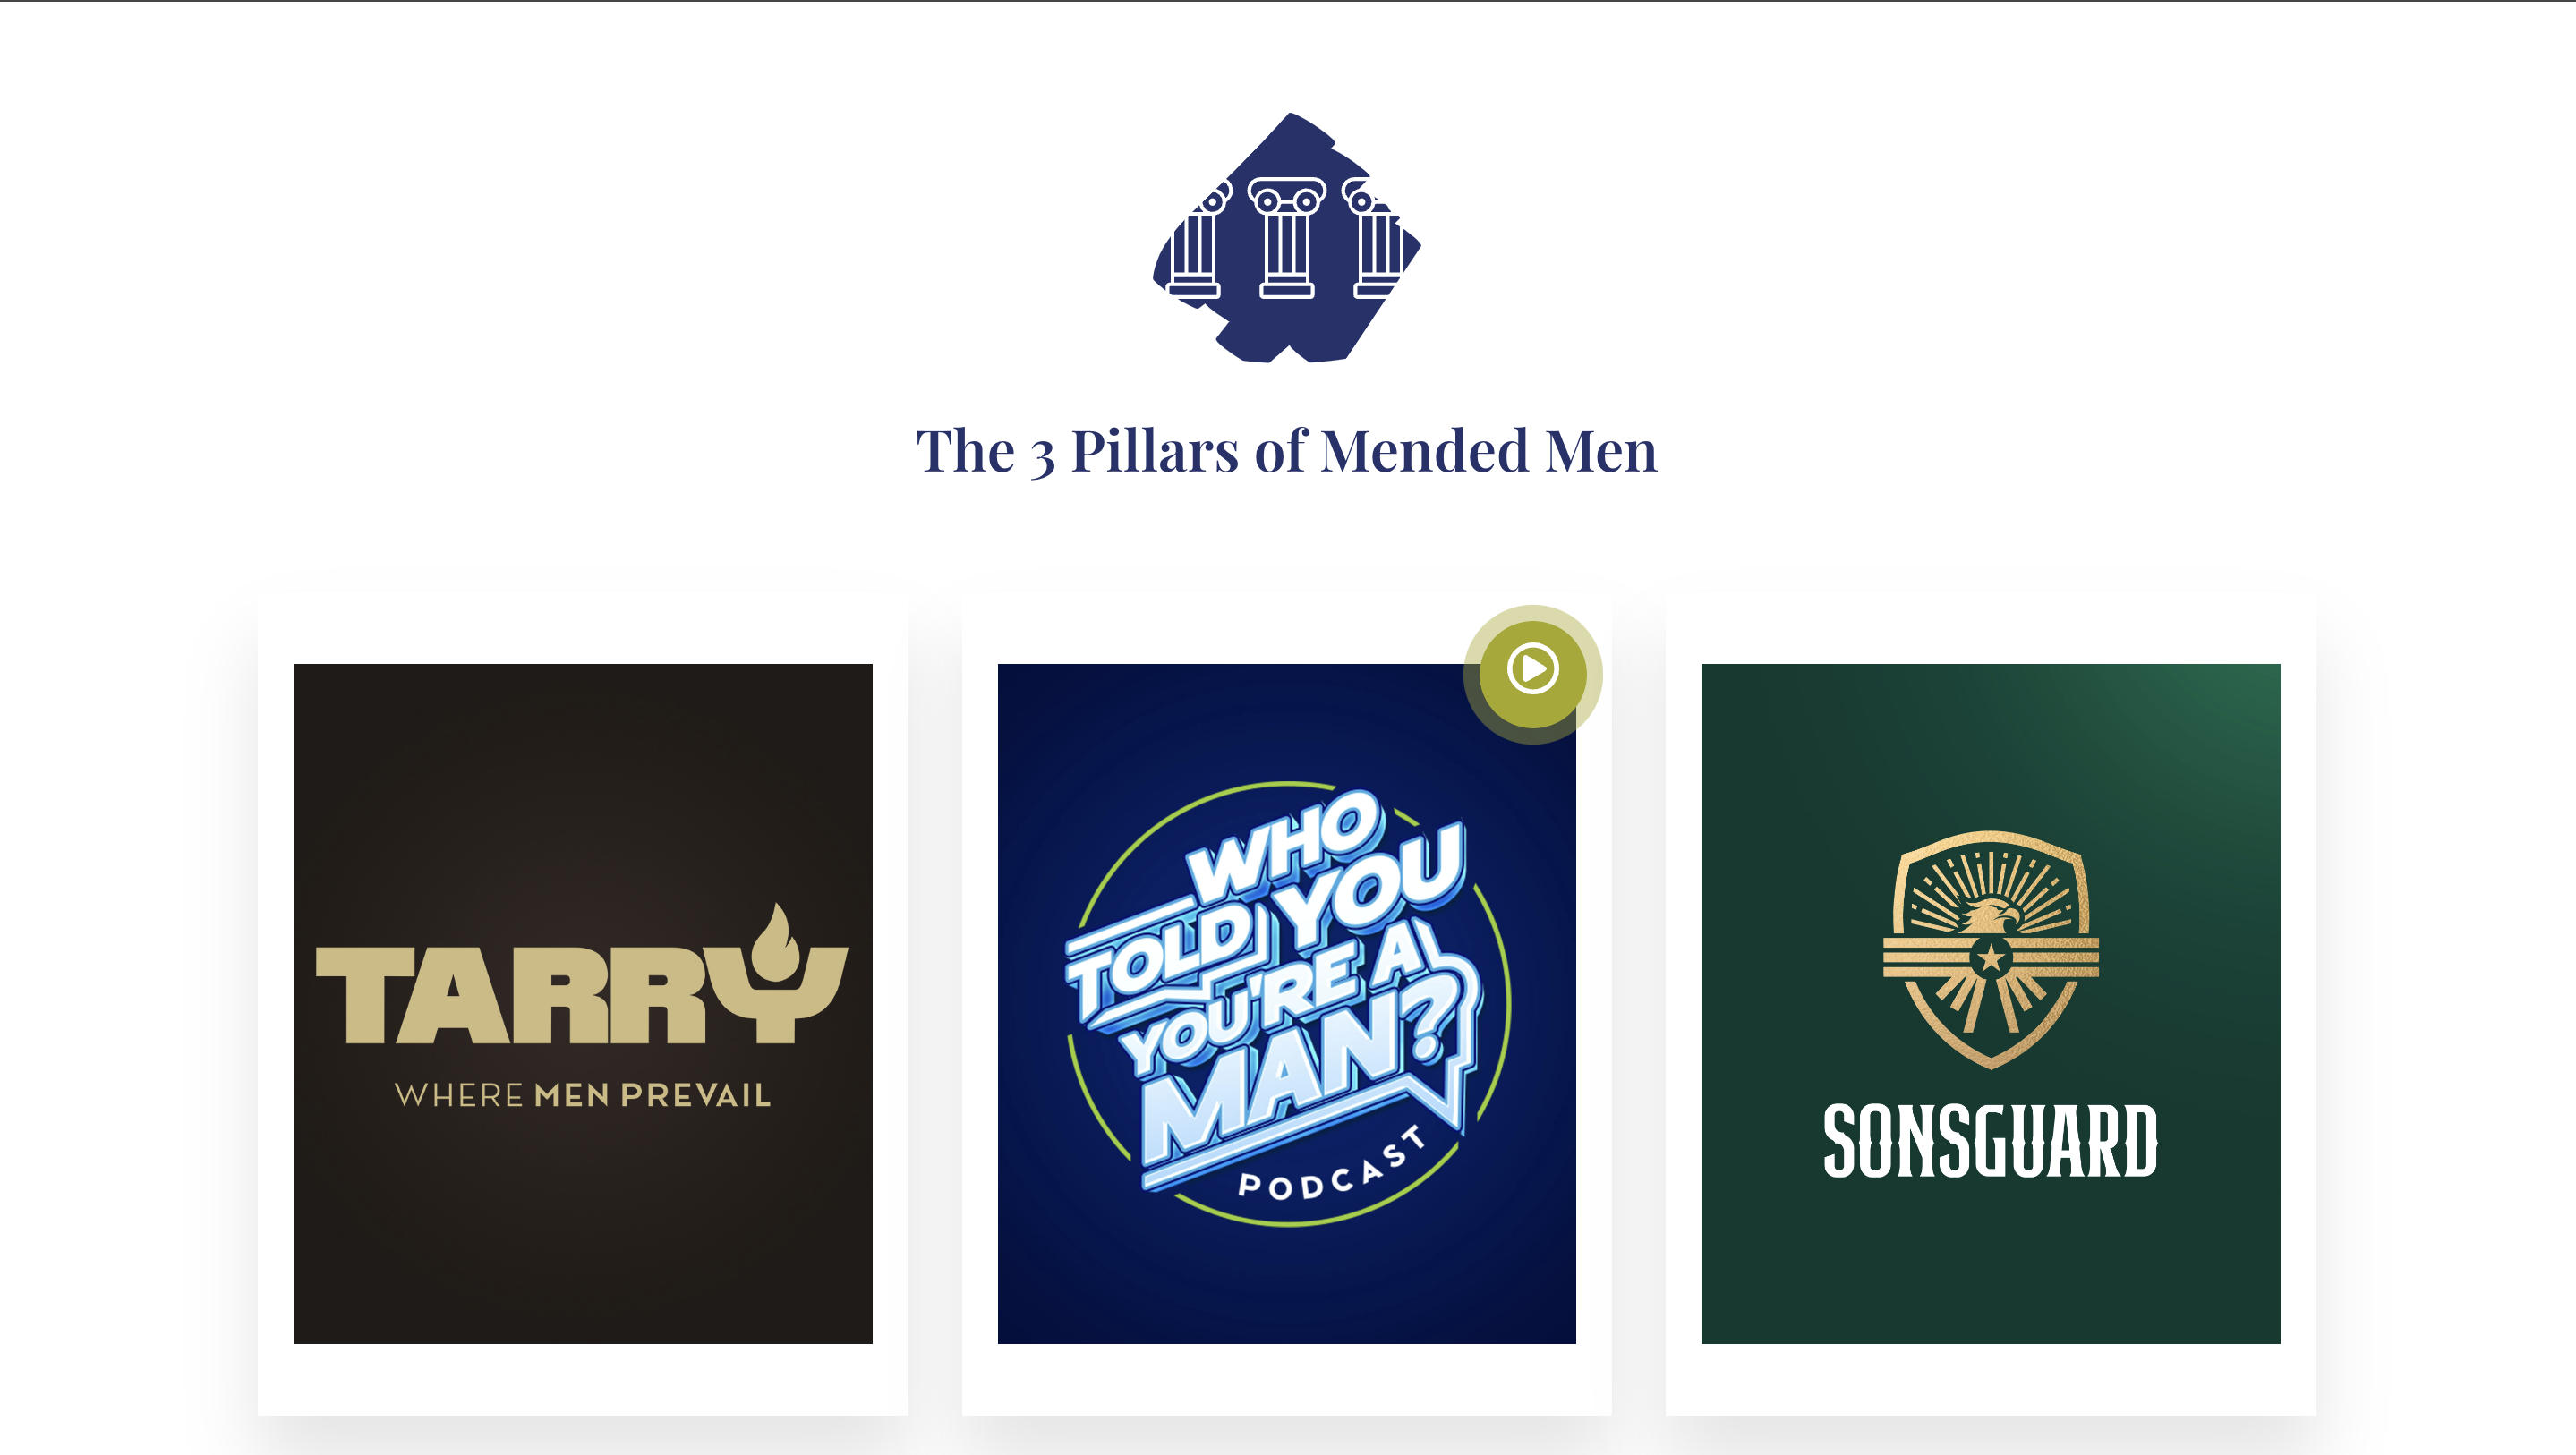 The 3 Pillars of Mended Men
TARRY
WHERE MEN PREVAIL
WHO
TOLD YOU
YOU'RE A
MAN?
PODCAST
SONSGUARD